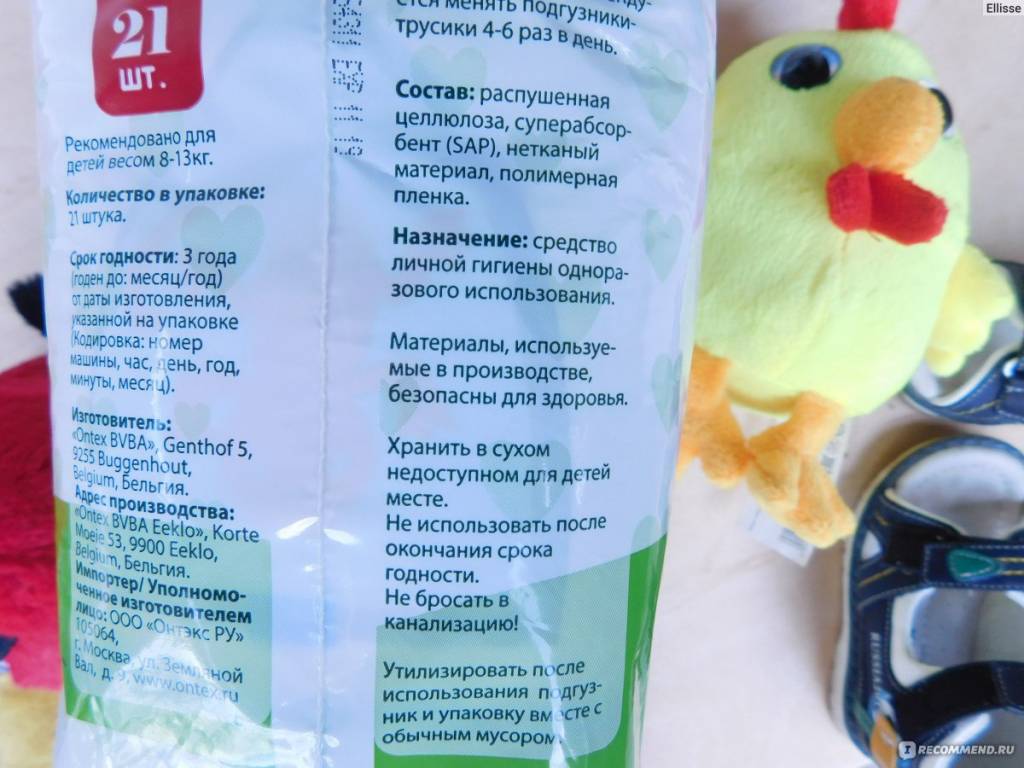 21
ШТ.
Рекомендовано для
детей весом 8-13кг.
Количество в упаковке:
21 штука.
Срок годности: 3 года
(годен до: месяц/год)
от даты изготовления,
указанной на упаковке
(Кодировка: номер
машины, час, день, год,
минуты, месяц).
Изготовитель:
«Ontex BVBA», Genthof 5,
9255 Buggenhout,
Belgium, Бельгия.
Адрес производства:
«Ontex BVBA Eeklo», Korte
Moeie 53, 9900 Eeklo,
Belgium, Бельгия.
Импортер/ Уполномо-
ченное изготовителем
лицо: ООО «Онтэкс РУ»
105064,
г. Москва, ул. Земляной
Вал, д. 9, www.ontex.ru
ется менять подгузники-
трусики 4-6 раз в день.
Состав: распушенная
целлюлоза, суперабсор-
бент (SAP), нетканый
материал, полимерная
пленка.
Назначение: средство
личной гигиены однора-
зового использования.
Материалы, используе-
мые в производстве,
безопасны для здоровья.
Хранить в сухом
недоступном для детей
месте.
Не использовать после
окончания срока
годности.
Не бросать в
канализацию!
Утилизировать после
использования подгуз-
ник и упаковку вместе с
обычным мусором.
Ellisse
IRECOMMEND.RU